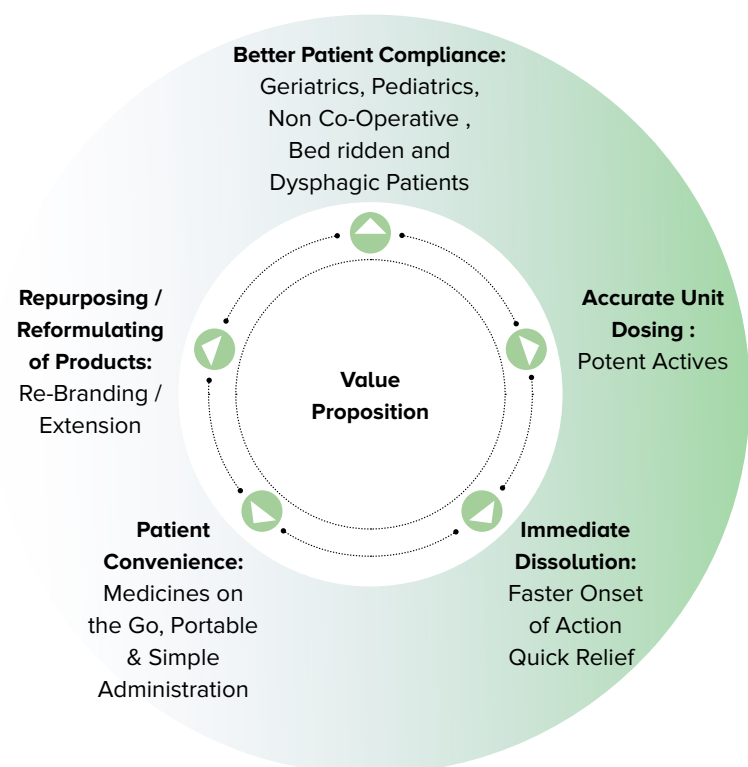 Better Patient Compliance:
Geriatrics, Pediatrics,
Non Co-Operative ,
Bed ridden and
Dysphagic Patients
Repurposing /
Reformulating
of Products:
Re-Branding /
Extension
Value
Proposition
Accurate Unit
Dosing :
Potent Actives
Patient
Convenience:
Medicines on
the Go, Portable
& Simple
Administration
Immediate
Dissolution:
Faster Onset
of Action
Quick Relief